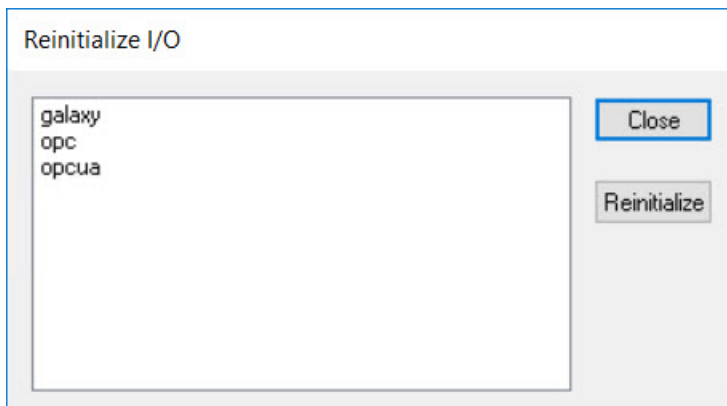 Reinitialize I/O
galaxy
opc
opcua
Close
Reinitialize